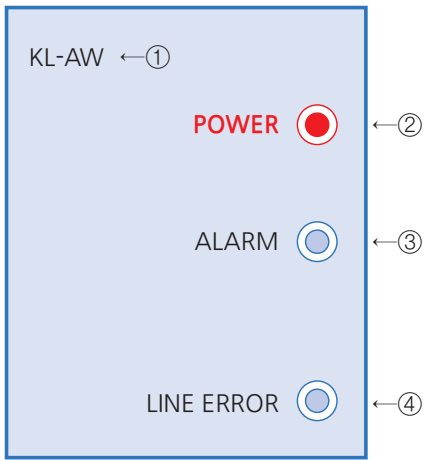 KL-AW ←①
POWER ←②
ALARM ←③
LINE ERROR ←④